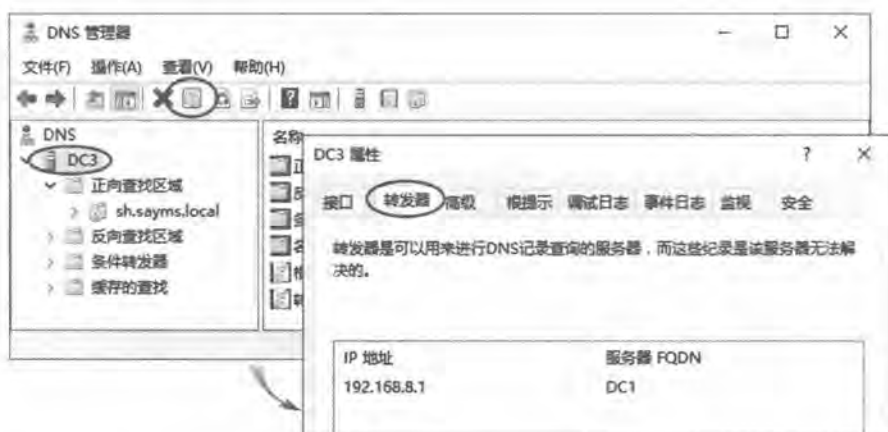 DNS 管理器
文件(F) 操作(A) 查看(V) 帮助(H)
DNS
DC3
正向查找区域
sh.sayms.local
反向查找区域
条件转发器
缓存的查找
名称
DC3 属性
接口 转发器 高级 根提示 调试日志 事件日志 监视 安全
转发器是可以用来进行DNS记录查询的服务器，而这些纪录是该服务器无法解
决的。
IP 地址 服务器 FQDN
192.168.8.1 DC1